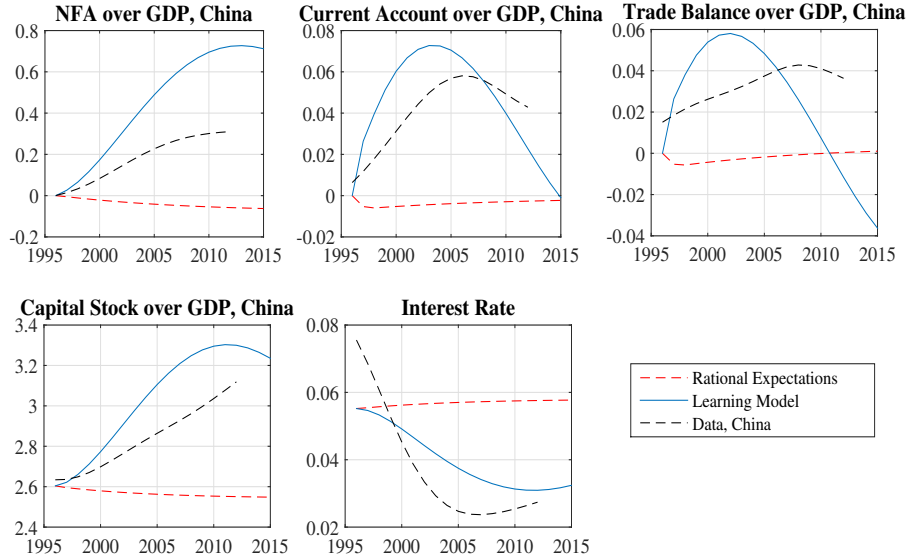 NFA over GDP, China
0.8
0.6
0.4
0.2
0
-0.2
1995 2000 2005 2010 2015
Current Account over GDP, China
0.08
0.06
0.04
0.02
0
-0.02
1995 2000 2005 2010 2015
Trade Balance over GDP, China
0.06
0.04
0.02
0
-0.02
-0.04
1995 2000 2005 2010 2015
Capital Stock over GDP, China
3.4
3.2
3
2.8
2.6
2.4
1995 2000 2005 2010 2015
Interest Rate
0.08
0.06
0.04
0.02
1995 2000 2005 2010 2015
Rational Expectations
Learning Model
Data, China